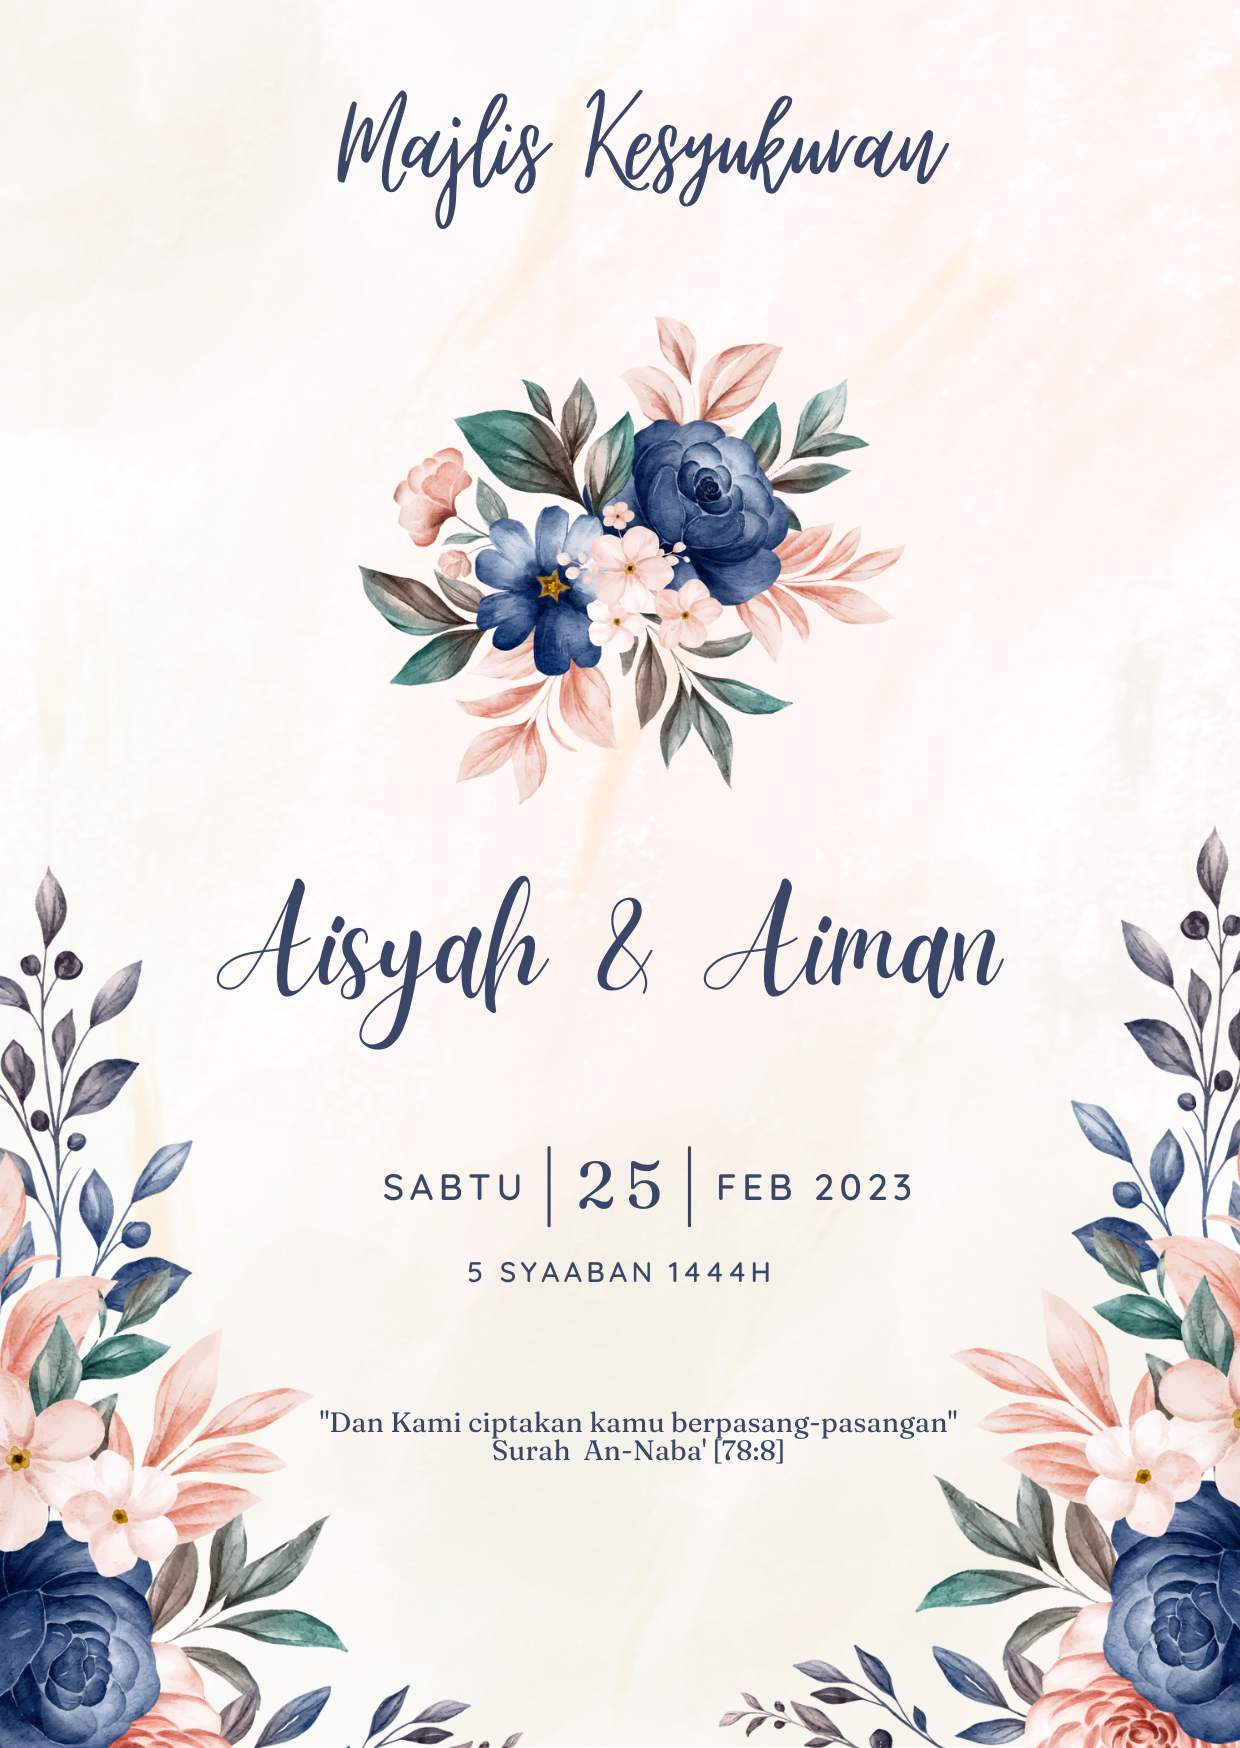 Majlis Kesyukuran
Aisyah & Aiman
SABTU | 25 | FEB 2023
5 SYAABAN 1444H
"Dan Kami ciptakan kamu berpasang-pasangan"
Surah An-Naba' [78:8]